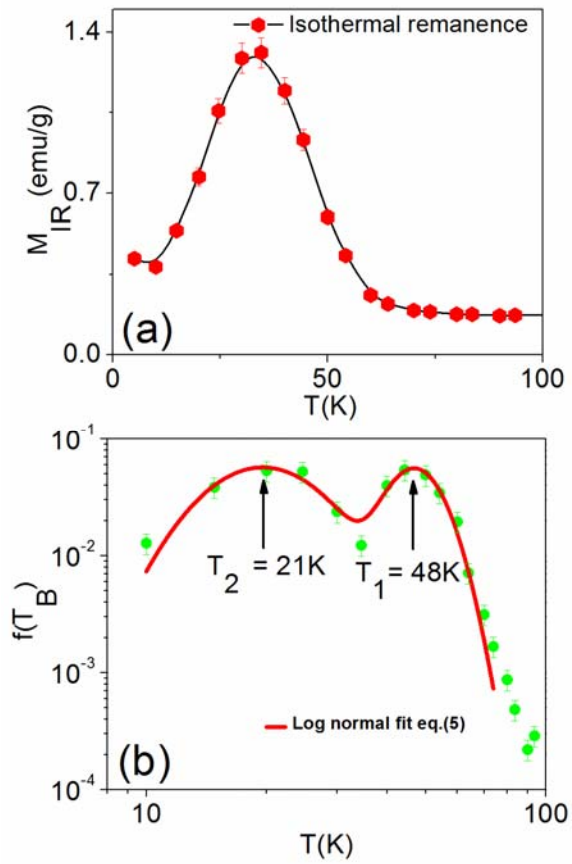 Isothermal remanence
1.4
0.7
0.0
M_IR (emu/g)
(a)
0 50 100
T(K)
10^-1
10^-2
10^-3
10^-4
f(T_B)
T_2 = 21K T_1 = 48K
Log normal fit eq.(5)
(b)
10 100
T(K)